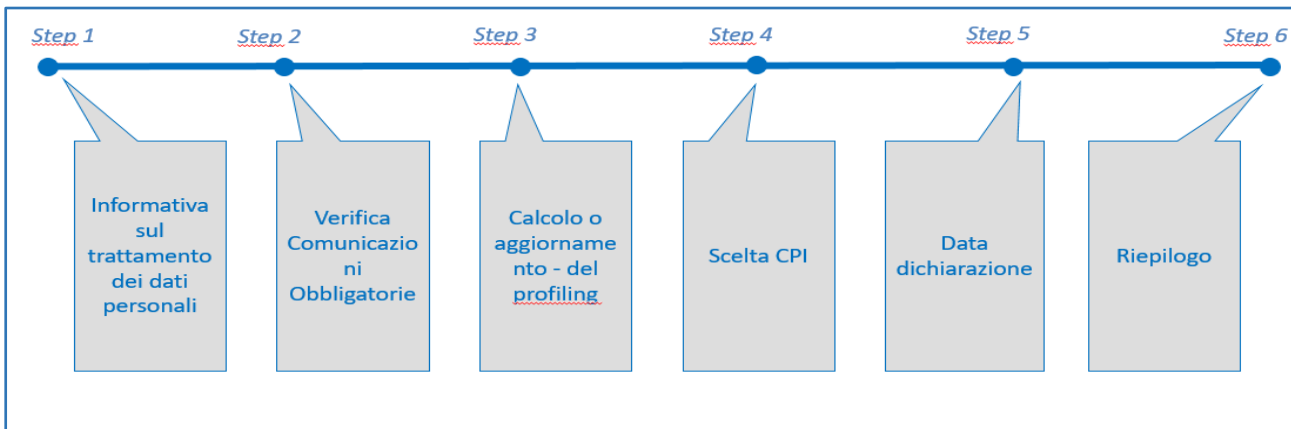 Step 1
Step 2
Step 3
Step 4
Step 5
Step 6
Informativa
sul
trattamento
dei dati
personali
Verifica
Comunicazio
ni
Obbligatorie
Calcolo o
aggiorname
nto - del
profiling
Scelta CPI
Data
dichiarazione
Riepilogo